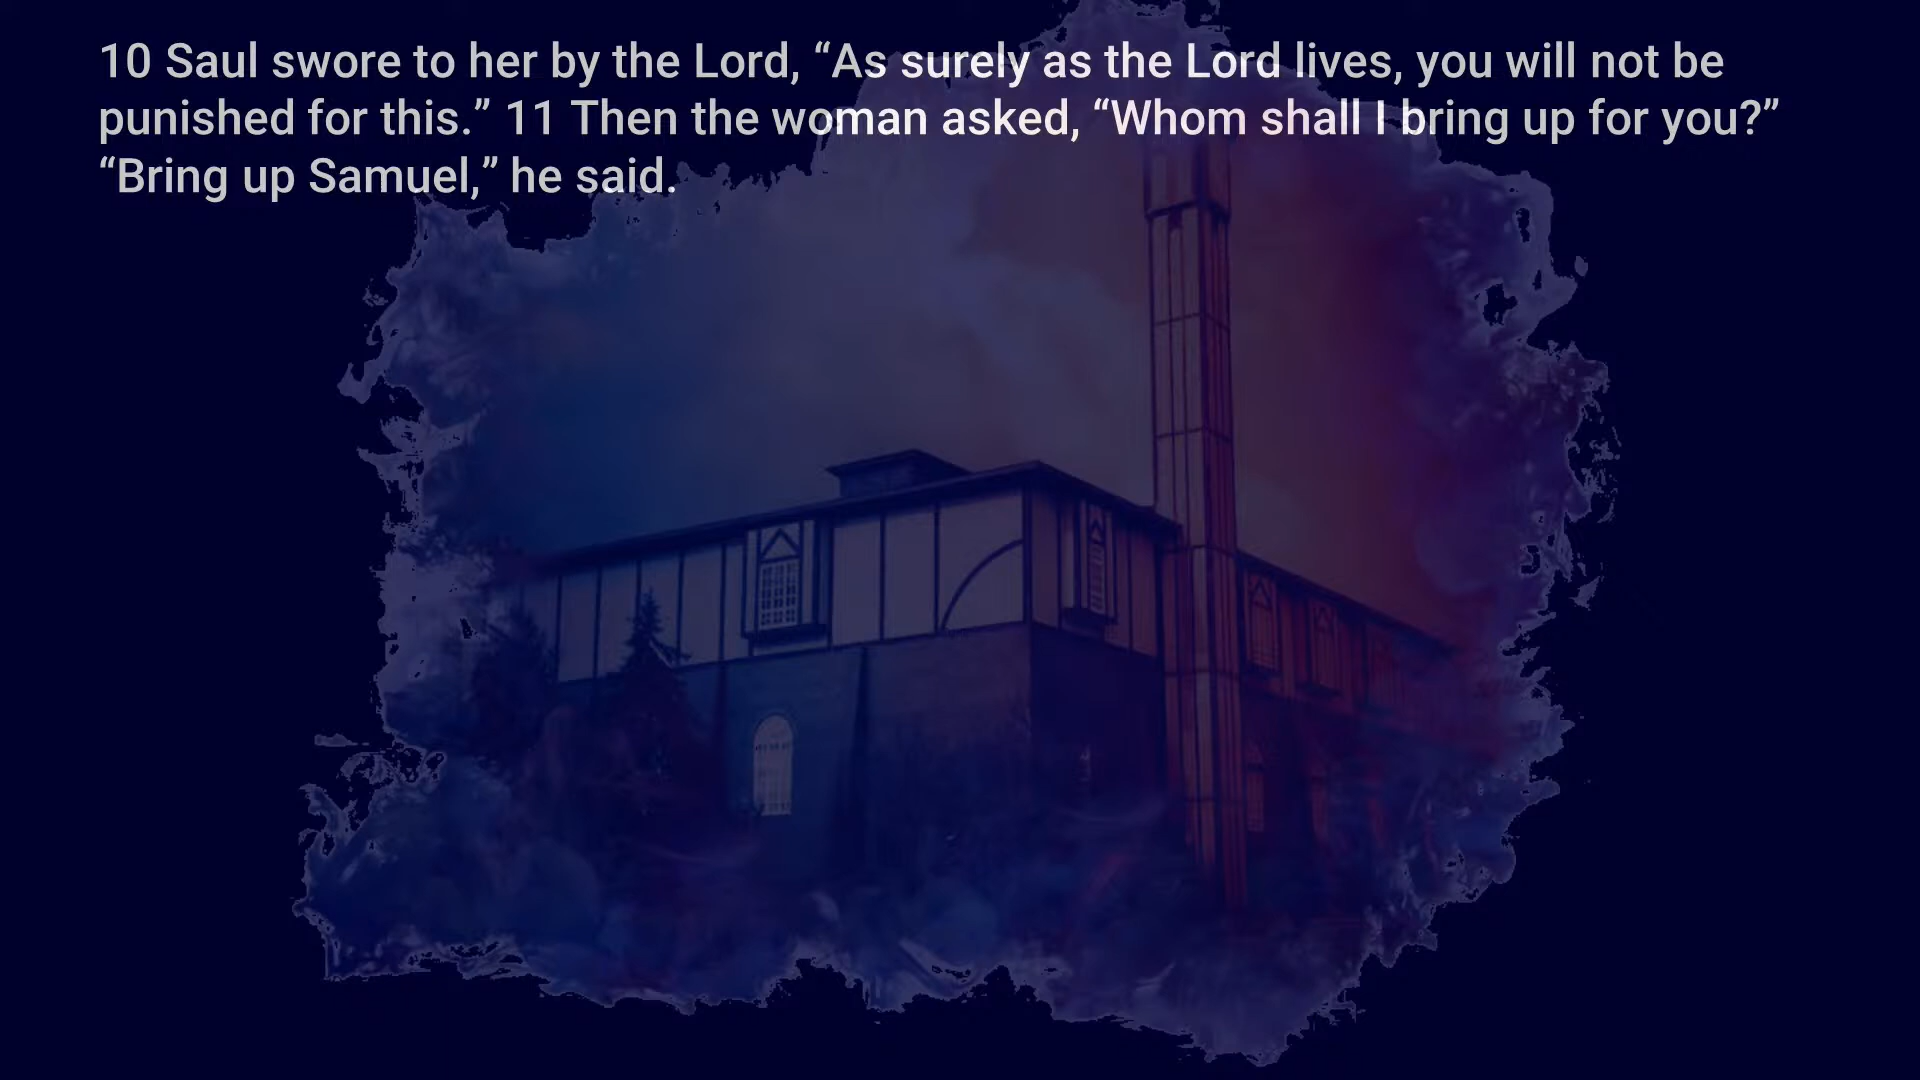 10 Saul swore to her by the Lord, “As surely as the Lord lives, you will not be
punished for this.” 11 Then the woman asked, “Whom shall I bring up for you?”
“Bring up Samuel,” he said.